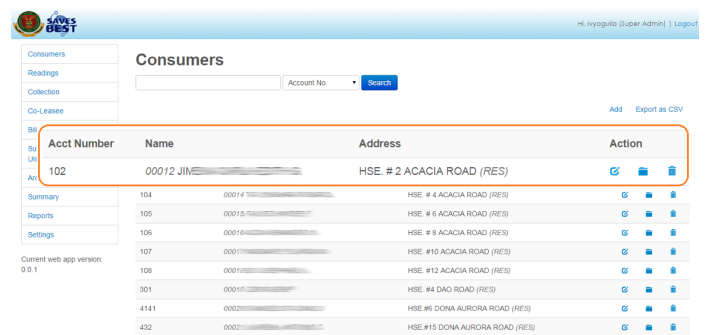 SAVES
BEST
Hi, ivyaguila (Super Admin) | Logout
Consumers
Readings
Collection
Co-Leasee
Bill
Su
Un
Arc
Summary
Reports
Settings
Current web app version:
0.0.1
Consumers
Account No.
Search
Add Export as CSV
Acct Number Name Address Action
102 00012 JIM HSE. # 2 ACACIA ROAD (RES)
104 00014 HSE. # 4 ACACIA ROAD (RES)
105 00015 HSE. # 6 ACACIA ROAD (RES)
106 00016 HSE. # 8 ACACIA ROAD (RES)
107 HSE. #10 ACACIA ROAD (RES)
108 HSE. #12 ACACIA ROAD (RES)
301 HSE. #4 DAO ROAD (RES)
4141 HSE.#6 DONA AURORA ROAD (RES)
432 HSE.#15 DONA AURORA ROAD (RES)